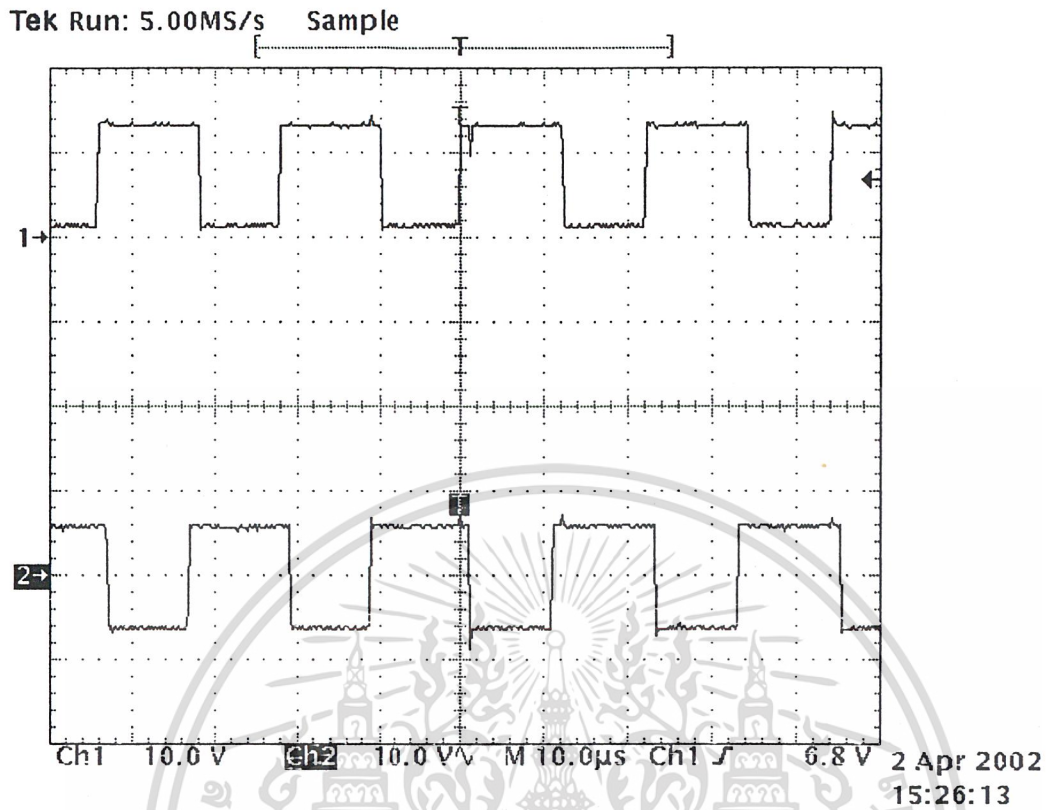 Tek Run: 5.00MS/s Sample
T
1→
2→
Ch1 10.0 V Ch2 10.0 V M 10.0µs Ch1 6.8 V
2 Apr 2002
15:26:13